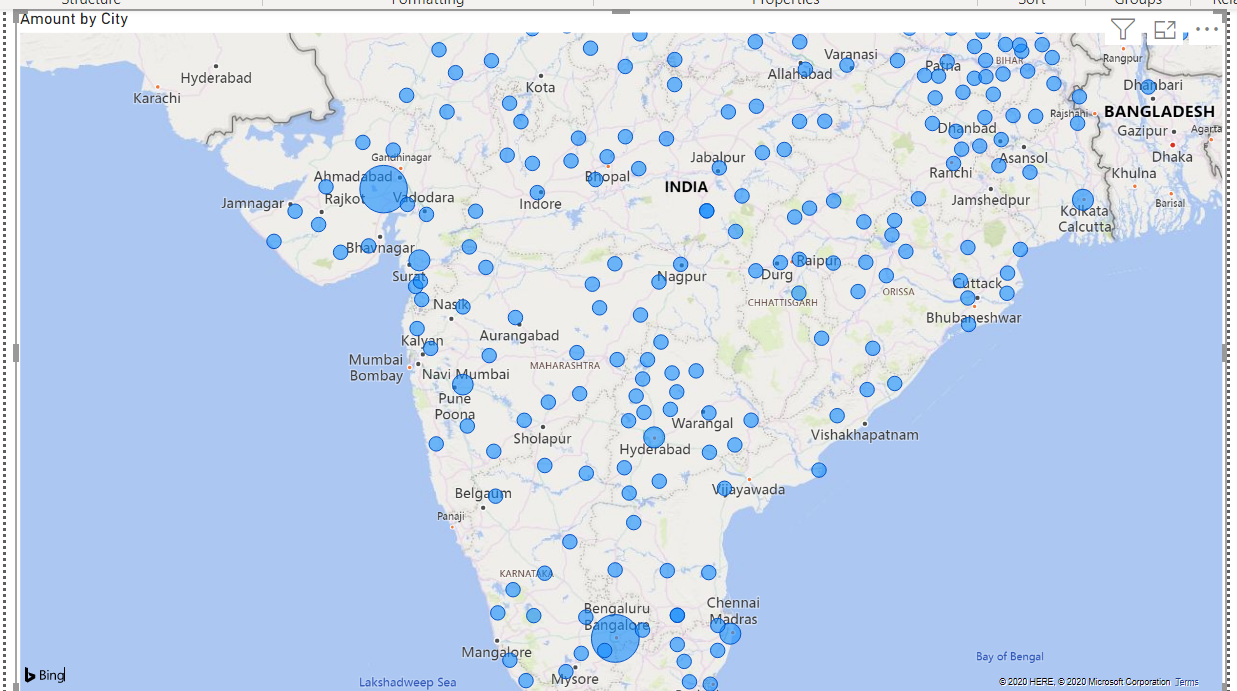 Structure
Formatting
Properties
Sort
Groups
Amount by City
Varanasi
Rangpur
Hyderabad
Allahabad
Patna
BIHAR
Dhanbari
Karachi
Kota
Rajshahi
BANGLADESH
Dhanbad
Gazipur
Agarta
Gandhinagar
Jabalpur
Asansol
Dhaka
Ahmadabad
Bhopal
INDIA
Ranchi
Khulna
Jamnagar
Rajkot
Vadodara
Indore
Jamshedpur
Kolkata
Calcutta
Barisal
Bhavnagar
Surat
Nagpur
Durg
Raipur
Cuttack
ORISSA
Nasik
CHHATTISGARH
Bhubaneshwar
Kalyan
Aurangabad
Mumbai
Bombay
Navi Mumbai
MAHARASHTRA
Pune
Poona
Sholapur
Warangal
Hyderabad
Vishakhapatnam
Belgaum
Vijayawada
Panaji
KARNATAKA
Bengaluru
Bangalore
Chennai
Madras
Mangalore
Mysore
Bay of Bengal
Bing
Lakshadweep Sea
© 2020 HERE, © 2020 Microsoft Corporation Terms